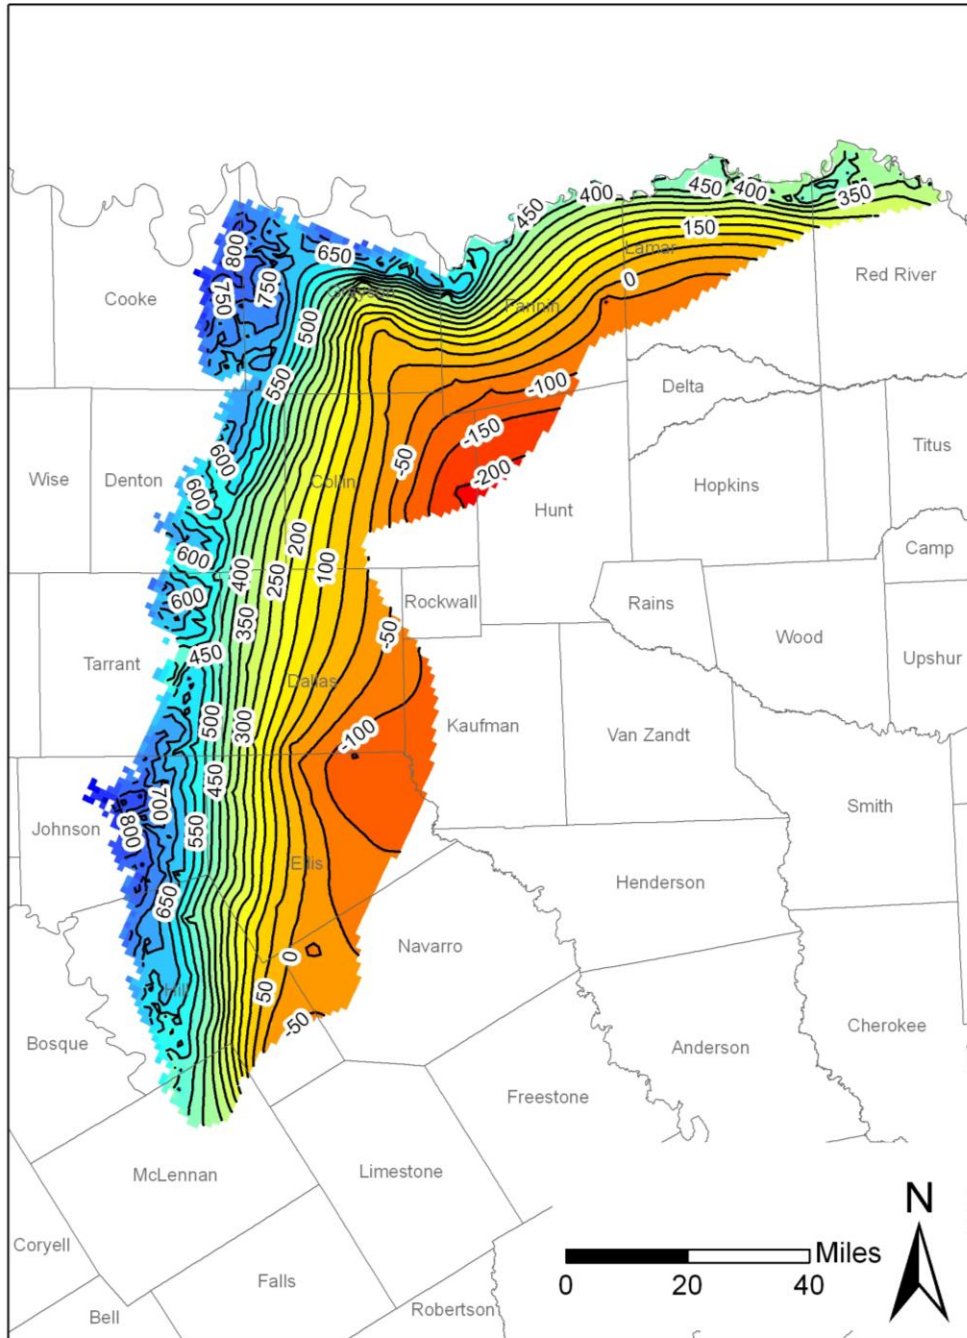 400
450
400
350
450
150
Lamar
800
650
Red River
Cooke
750
750
0
Grayson
Fannin
500
-100
Delta
550
-150
Titus
600
-50
-200
Wise
Denton
Collin
Hopkins
600
Hunt
200
600
400
250
100
Camp
600
Rockwall
Rains
350
-50
Wood
450
Tarrant
Upshur
Dallas
500
300
Kaufman
Van Zandt
-100
450
700
Smith
Johnson
800
550
Ellis
Henderson
650
Navarro
0
Hill
50
-50
Cherokee
Bosque
Anderson
Freestone
McLennan
Limestone
N
Coryell
Miles
Falls
0
20
40
Bell
Robertson